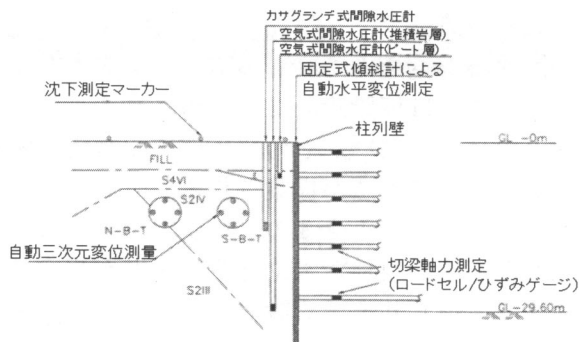 カサグランデ式間隙水圧計
空気式間隙水圧計(堆積岩層)
空気式間隙水圧計(ピート層)
固定式傾斜計による
自動水平変位測定
沈下測定マーカー
柱列壁
GL -0m
FILL
S4VI
S2IV
N-B-T
S-B-T
自動三次元変位測量
切梁軸力測定
(ロードセル/ひずみゲージ)
S2III
GL-29.60m